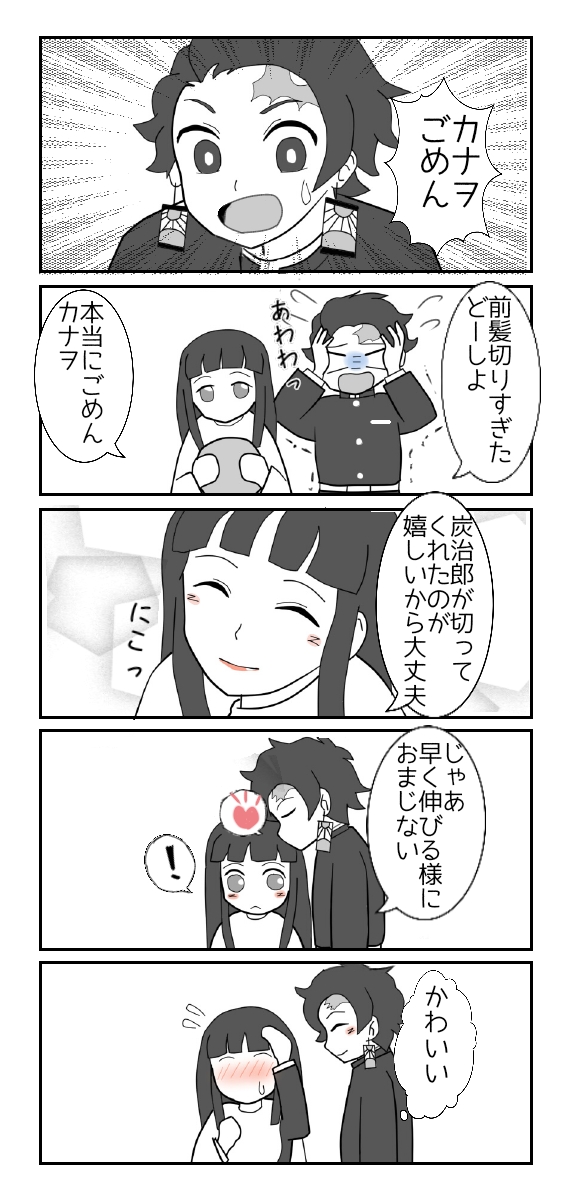 カナヲ
ごめん
前髪切りすぎた
どーしよ
あわわっ
本当にごめん
カナヲ
炭治郎が切って
くれたのが
嬉しいから大丈夫
にこっ
じゃあ
早く伸びる様に
おまじない
！
かわいい